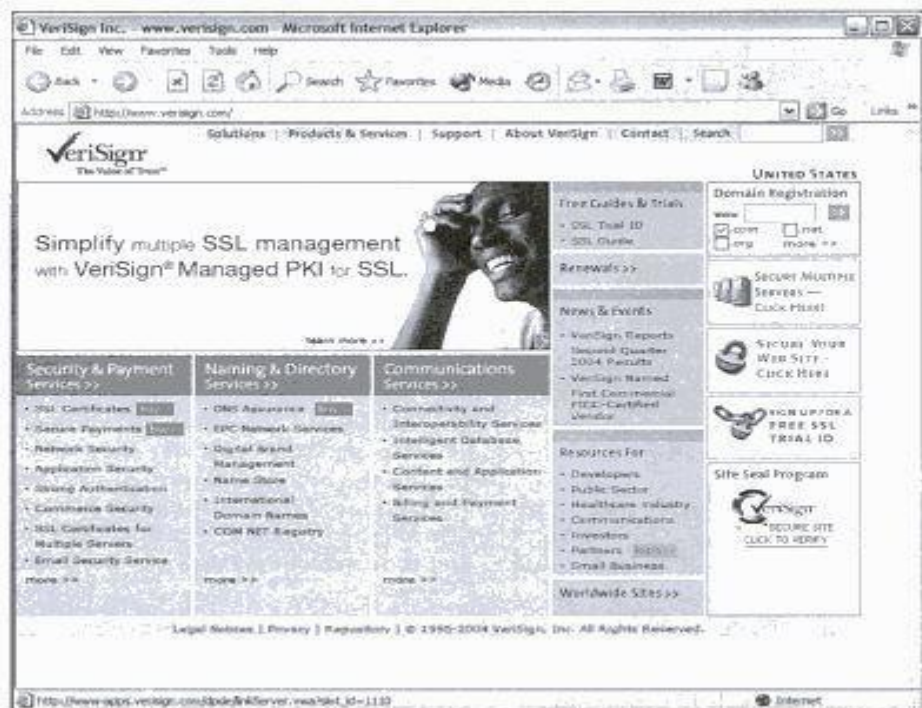 VeriSign Inc. - www.verisign.com - Microsoft Internet Explorer
File Edit View Favorites Tools Help
Back Search Favorites Media
Address https://www.verisign.com/ Go Links
Solutions | Products & Services | Support | About VeriSign | Contact | Search
VeriSign
The Value of Trust
UNITED STATES
Simplify multiple SSL management
with VeriSign® Managed PKI for SSL.
learn more >>
Security & Payment
Services >>
• SSL Certificates buy
• Secure Payments buy
• Network Security
• Application Security
• Strong Authentication
• Commerce Security
• SSL Certificates for
Multiple Servers
• Email Security Service
more >>
Naming & Directory
Services >>
• DNS Assurance buy
• EPC Network Services
• Digital Brand
Management
• Name Store
• International
Domain Names
• COM NET Registry
more >>
Communications
Services >>
• Connectivity and
Interoperability Services
• Intelligent Database
Services
• Content and Application
Services
• Billing and Payment
Services
more >>
Free Guides & Trials
• SSL Trial ID
• SSL Guide
Renewals >>
News & Events
• VeriSign Reports
Second Quarter
2004 Results
• VeriSign Named
First Commercial
Certified
Vendor
Resources For
• Developers
• Public Sector
• Healthcare Industry
• Communications
• Investors
• Partners
• Small Business
Worldwide Sites >>
Domain Registration
www.
.com .net
.org more >>
SECURE MULTIPLE
SERVERS —
CLICK HERE!
SECURE YOUR
WEB SITE -
CLICK HERE
SIGN UP FOR A
FREE SSL
TRIAL ID
Site Seal Program
VeriSign
SECURE SITE
CLICK TO VERIFY
Legal Notices | Privacy | Repository | © 1995-2004 VeriSign, Inc. All Rights Reserved.
Internet